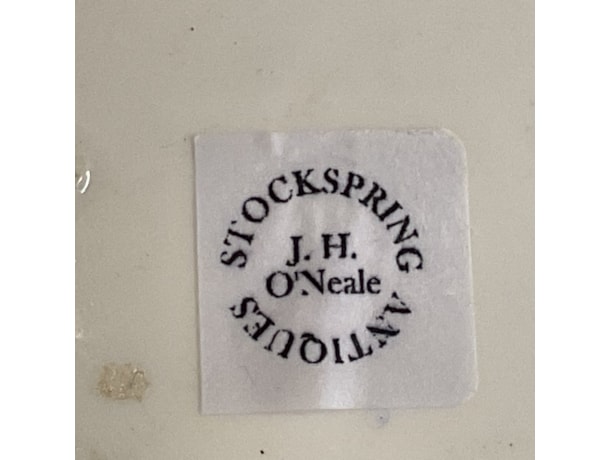 STOCKSPRING ANTIQUES
J. H.
O'Neale